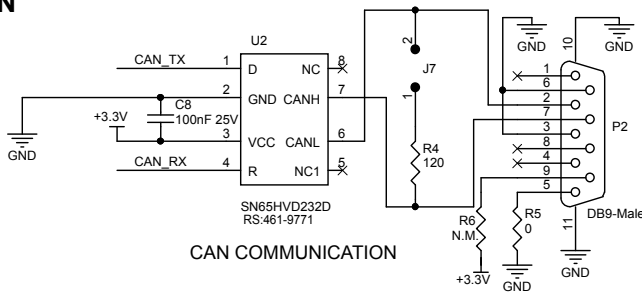 N
U2
CAN_TX
1
D
NC
8
2
GND
CANH
7
C8
100nF 25V
+3.3V
3
VCC
CANL
6
CAN_RX
4
R
NC1
5
GND
SN65HVD232D
RS:461-9771
CAN COMMUNICATION
2
J7
1
R4
120
GND
10
GND
1
6
2
7
3
8
4
9
5
P2
DB9-Male
11
R6
N.M.
R5
0
+3.3V
GND
GND